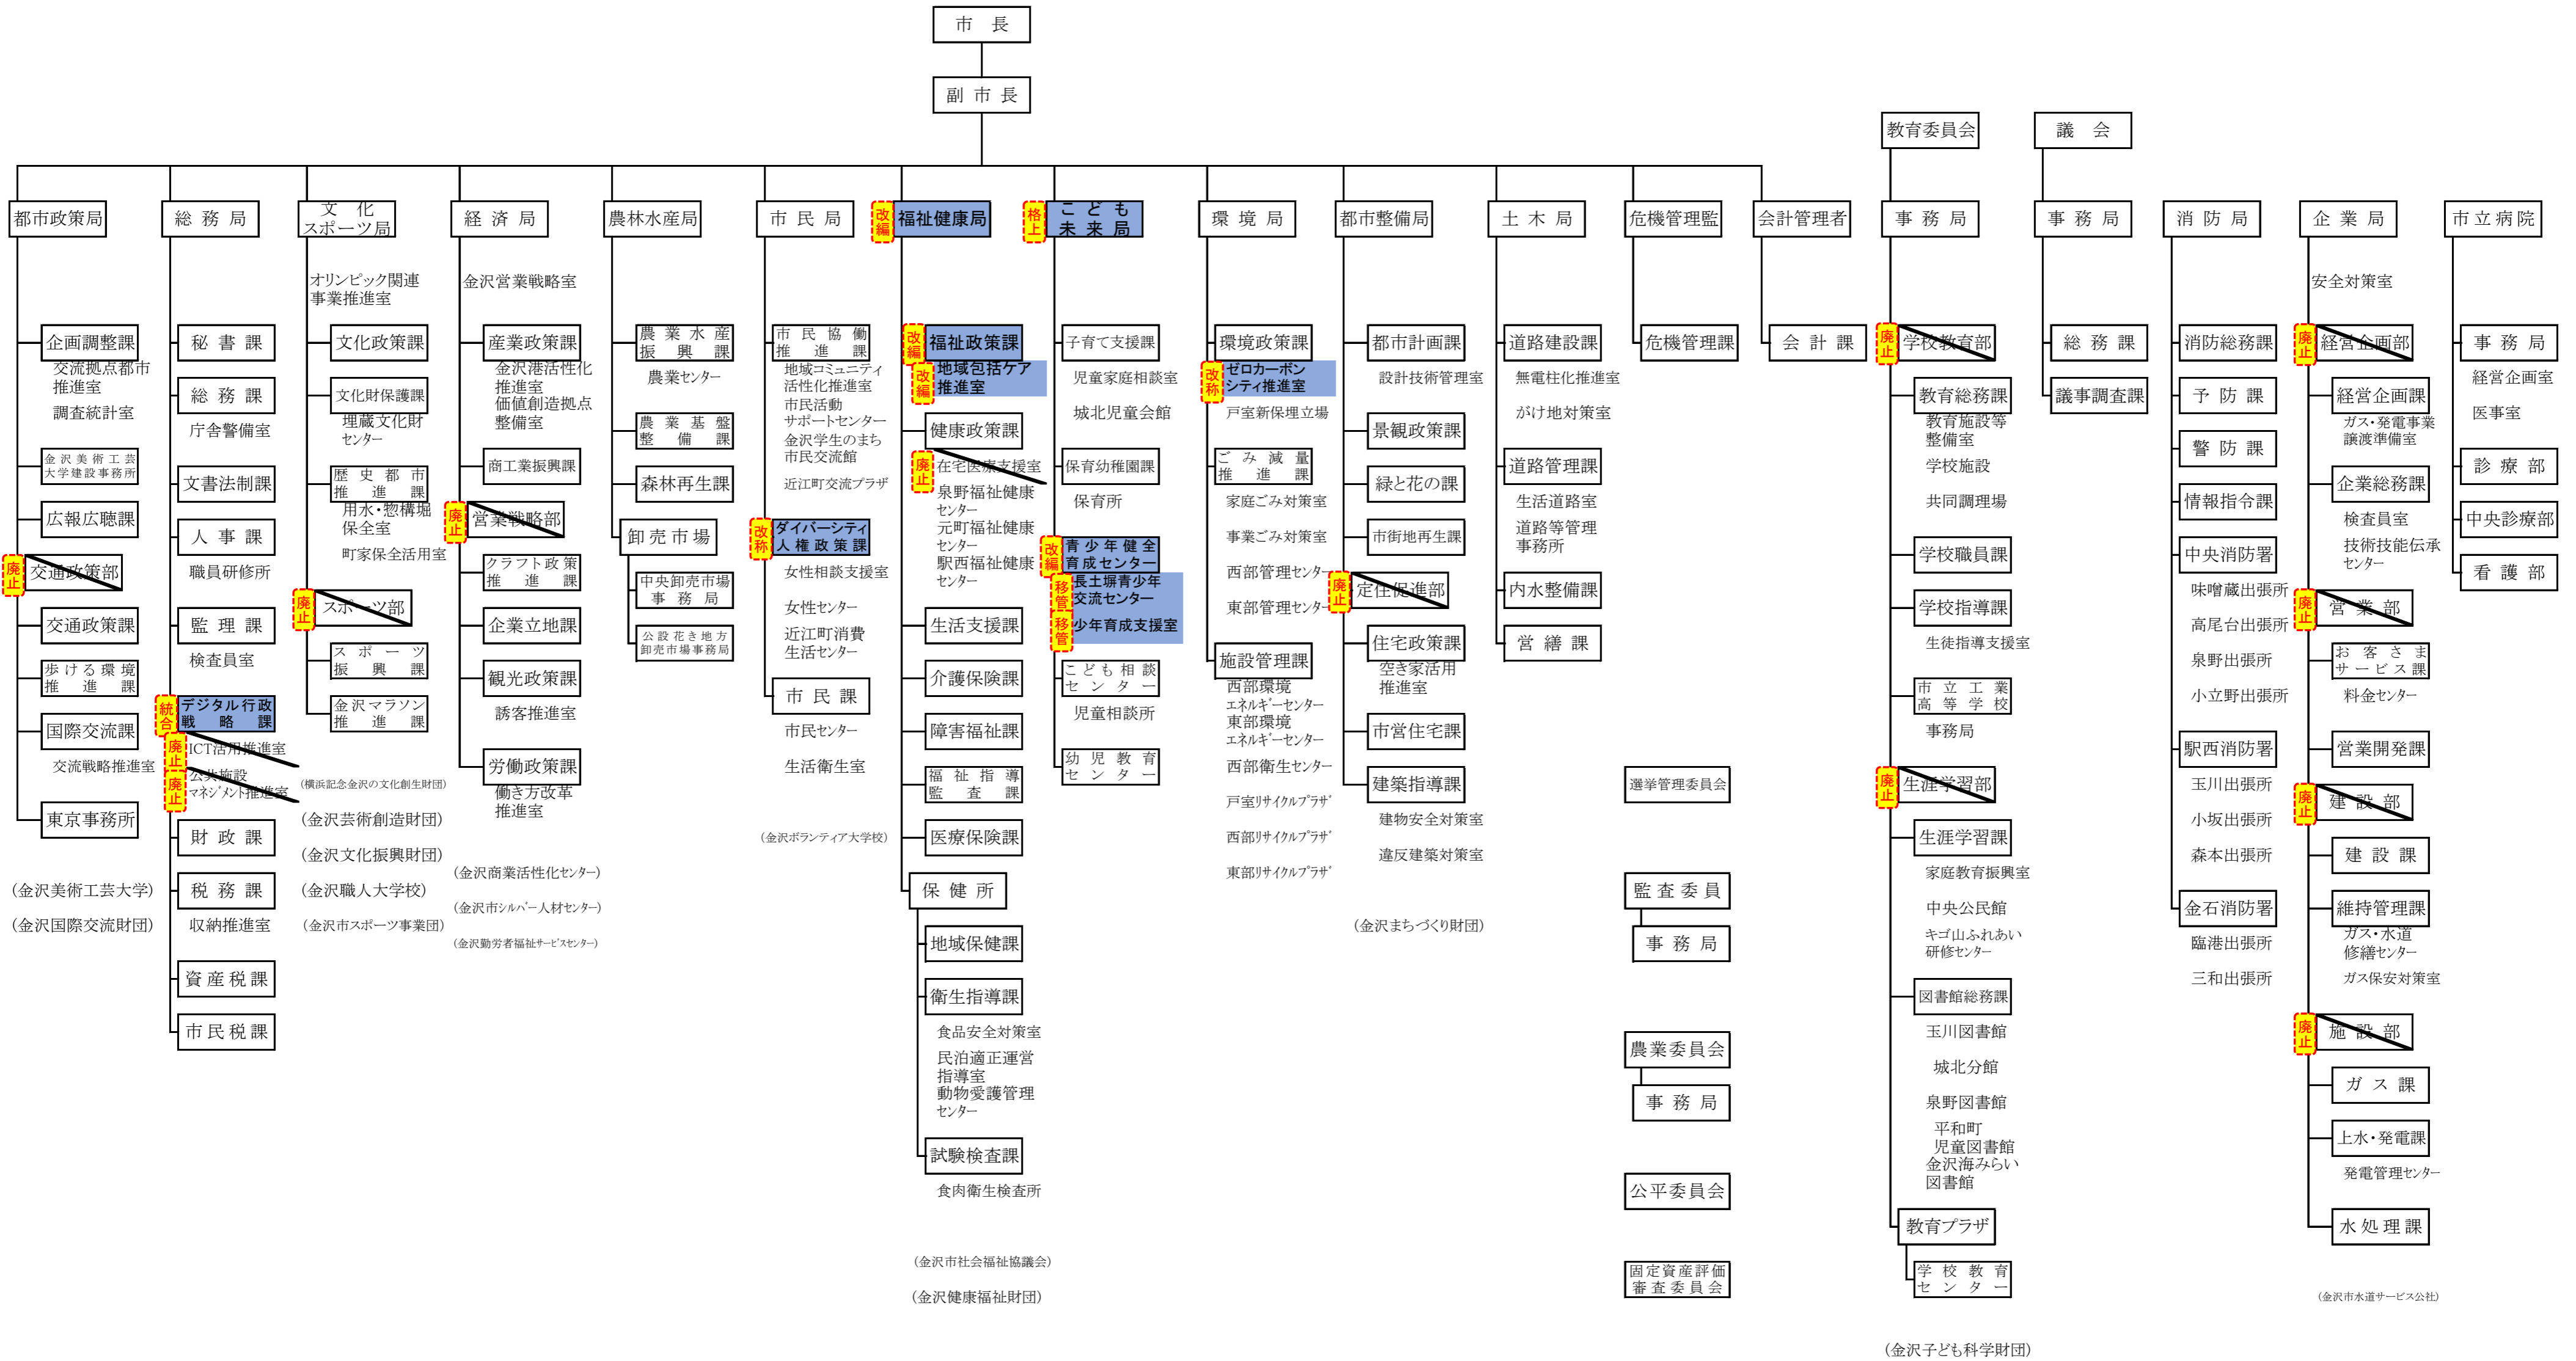 市長
副市長
教育委員会
議会
都市政策局
総務局
文化
スポーツ局
経済局
農林水産局
市民局
改編
福祉健康局
格上
こども
未来局
環境局
都市整備局
土木局
危機管理監
会計管理者
事務局
事務局
消防局
企業局
市立病院
企画調整課
交流拠点都市
推進室
調査統計室
金沢美術工芸
大学建設事務所
広報広聴課
廃止
交通政策部
交通政策課
歩ける環境
推進課
国際交流課
交流戦略推進室
東京事務所
(金沢美術工芸大学)
(金沢国際交流財団)
秘書課
総務課
庁舎警備室
文書法制課
人事課
職員研修所
監理課
検査員室
統合
デジタル行政
戦略課
廃止
ICT活用推進室
廃止
公共施設
マネジメント推進室
財政課
税務課
収納推進室
資産税課
市民税課
オリンピック関連
事業推進室
文化政策課
文化財保護課
埋蔵文化財
センター
歴史都市
推進課
用水・惣構堀
保全室
町家保全活用室
廃止
スポーツ部
スポーツ
振興課
金沢マラソン
推進課
(横浜記念金沢の文化創生財団)
(金沢芸術創造財団)
(金沢文化振興財団)
(金沢職人大学校)
(金沢市スポーツ事業団)
金沢営業戦略室
産業政策課
金沢港活性化
推進室
価値創造拠点
整備室
商工業振興課
廃止
営業戦略部
クラフト政策
推進課
企業立地課
観光政策課
誘客推進室
労働政策課
働き方改革
推進室
(金沢商業活性化センター)
(金沢市シルバー人材センター)
(金沢勤労者福祉サービスセンター)
農業水産
振興課
農業センター
農業基盤
整備課
森林再生課
卸売市場
中央卸売市場
事務局
公設花き地方
卸売市場事務局
市民協働
推進課
地域コミュニティ
活性化推進室
市民活動
サポートセンター
金沢学生のまち
市民交流館
近江町交流プラザ
改称
ダイバーシティ
人権政策課
女性相談支援室
女性センター
近江町消費
生活センター
市民課
市民センター
生活衛生室
(金沢ボランティア大学校)
改編
福祉政策課
改編
地域包括ケア
推進室
健康政策課
廃止
在宅医療支援室
泉野福祉健康
センター
元町福祉健康
センター
駅西福祉健康
センター
生活支援課
介護保険課
障害福祉課
福祉指導
監査課
医療保険課
保健所
地域保健課
衛生指導課
食品安全対策室
民泊適正運営
指導室
動物愛護管理
センター
試験検査課
食肉衛生検査所
(金沢市社会福祉協議会)
(金沢健康福祉財団)
子育て支援課
児童家庭相談室
城北児童会館
保育幼稚園課
保育所
改編
青少年健全
育成センター
移管
長土塀青少年
交流センター
移管
少年育成支援室
こども相談
センター
児童相談所
幼児教育
センター
環境政策課
改称
ゼロカーボン
シティ推進室
戸室新保埋立場
ごみ減量
推進課
家庭ごみ対策室
事業ごみ対策室
西部管理センター
東部管理センター
施設管理課
西部環境
エネルギーセンター
東部環境
エネルギーセンター
西部衛生センター
戸室リサイクルプラザ
西部リサイクルプラザ
東部リサイクルプラザ
都市計画課
設計技術管理室
景観政策課
緑と花の課
市街地再生課
廃止
定住促進部
住宅政策課
空き家活用
推進室
市営住宅課
建築指導課
建物安全対策室
違反建築対策室
(金沢まちづくり財団)
道路建設課
無電柱化推進室
がけ地対策室
道路管理課
生活道路室
道路等管理
事務所
内水整備課
営繕課
危機管理課
選挙管理委員会
監査委員
事務局
農業委員会
事務局
公平委員会
固定資産評価
審査委員会
会計課
廃止
学校教育部
教育総務課
教育施設等
整備室
学校施設
共同調理場
学校職員課
学校指導課
生徒指導支援室
市立工業
高等学校
事務局
廃止
生涯学習部
生涯学習課
家庭教育振興室
中央公民館
キゴ山ふれあい
研修センター
図書館総務課
玉川図書館
城北分館
泉野図書館
平和町
児童図書館
金沢海みらい
図書館
教育プラザ
学校教育
センター
(金沢子ども科学財団)
総務課
議事調査課
消防総務課
予防課
警防課
情報指令課
中央消防署
味噌蔵出張所
高尾台出張所
泉野出張所
小立野出張所
駅西消防署
玉川出張所
小坂出張所
森本出張所
金石消防署
臨港出張所
三和出張所
安全対策室
廃止
経営企画部
経営企画課
ガス・発電事業
譲渡準備室
企業総務課
検査員室
技術技能伝承
センター
廃止
営業部
お客さま
サービス課
料金センター
営業開発課
廃止
建設部
建設課
維持管理課
ガス・水道
修繕センター
ガス保安対策室
廃止
施設部
ガス課
上水・発電課
発電管理センター
水処理課
(金沢市水道サービス公社)
事務局
経営企画室
医事室
診療部
中央診療部
看護部